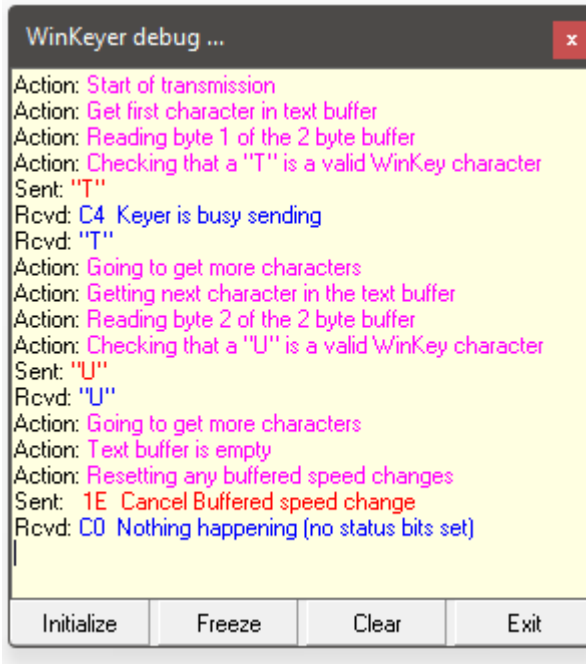 WinKeyer debug ...
x
Action: Start of transmission
Action: Get first character in text buffer
Action: Reading byte 1 of the 2 byte buffer
Action: Checking that a "T" is a valid WinKey character
Sent: "T"
Rcvd: C4  Keyer is busy sending
Rcvd: "T"
Action: Going to get more characters
Action: Getting next character in the text buffer
Action: Reading byte 2 of the 2 byte buffer
Action: Checking that a "U" is a valid WinKey character
Sent: "U"
Rcvd: "U"
Action: Going to get more characters
Action: Text buffer is empty
Action: Resetting any buffered speed changes
Sent:   1E  Cancel Buffered speed change
Rcvd: C0  Nothing happening (no status bits set)
Initialize Freeze Clear Exit